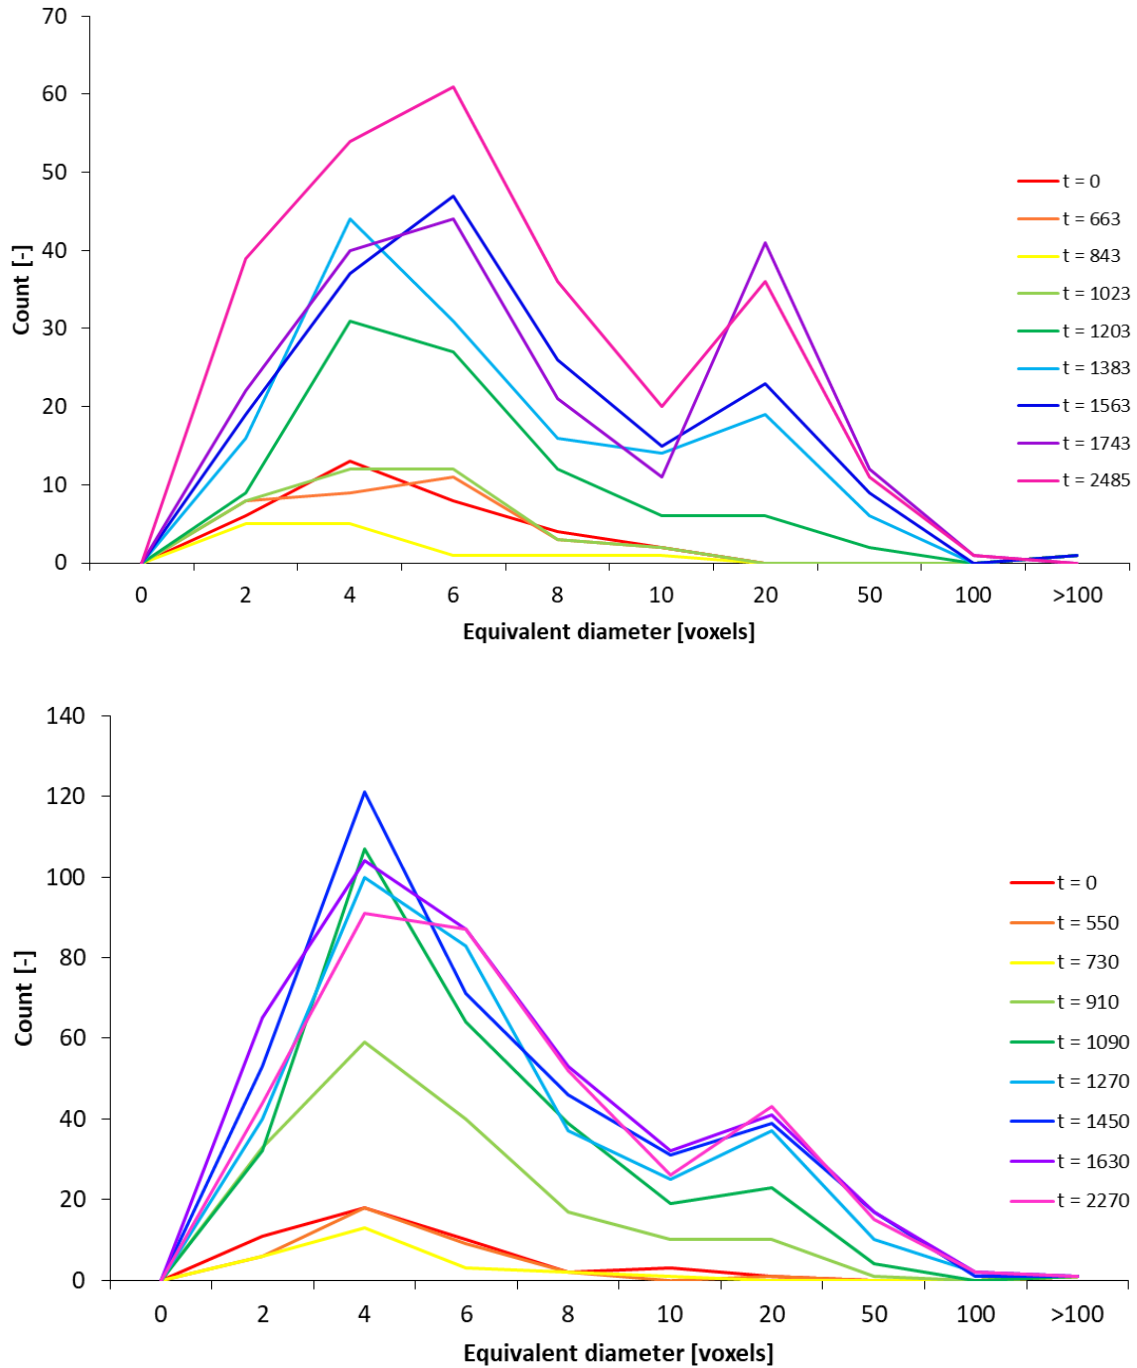 70
60
50
40
30
20
10
0
Count [-]
0 2 4 6 8 10 20 50 100 >100
Equivalent diameter [voxels]
t = 0
t = 663
t = 843
t = 1023
t = 1203
t = 1383
t = 1563
t = 1743
t = 2485
140
120
100
80
60
40
20
0
Count [-]
0 2 4 6 8 10 20 50 100 >100
Equivalent diameter [voxels]
t = 0
t = 550
t = 730
t = 910
t = 1090
t = 1270
t = 1450
t = 1630
t = 2270